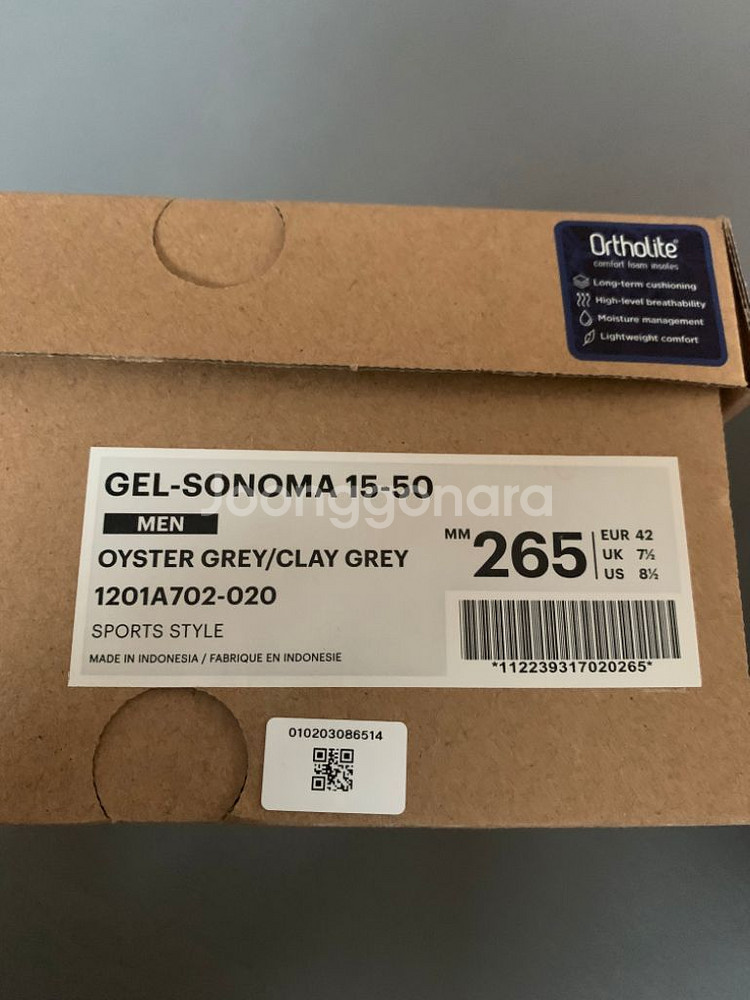 Ortholite
comfort foam insoles
Long-term cushioning
High-level breathability
Moisture management
Lightweight comfort
GEL-SONOMA 15-50
Joonggonara
MEN
OYSTER GREY/CLAY GREY
1201A702-020
SPORTS STYLE
MADE IN INDONESIA / FABRIQUE EN INDONESIE
MM 265
EUR 42
UK 7½
US 8½
*112239317020265*
010203086514